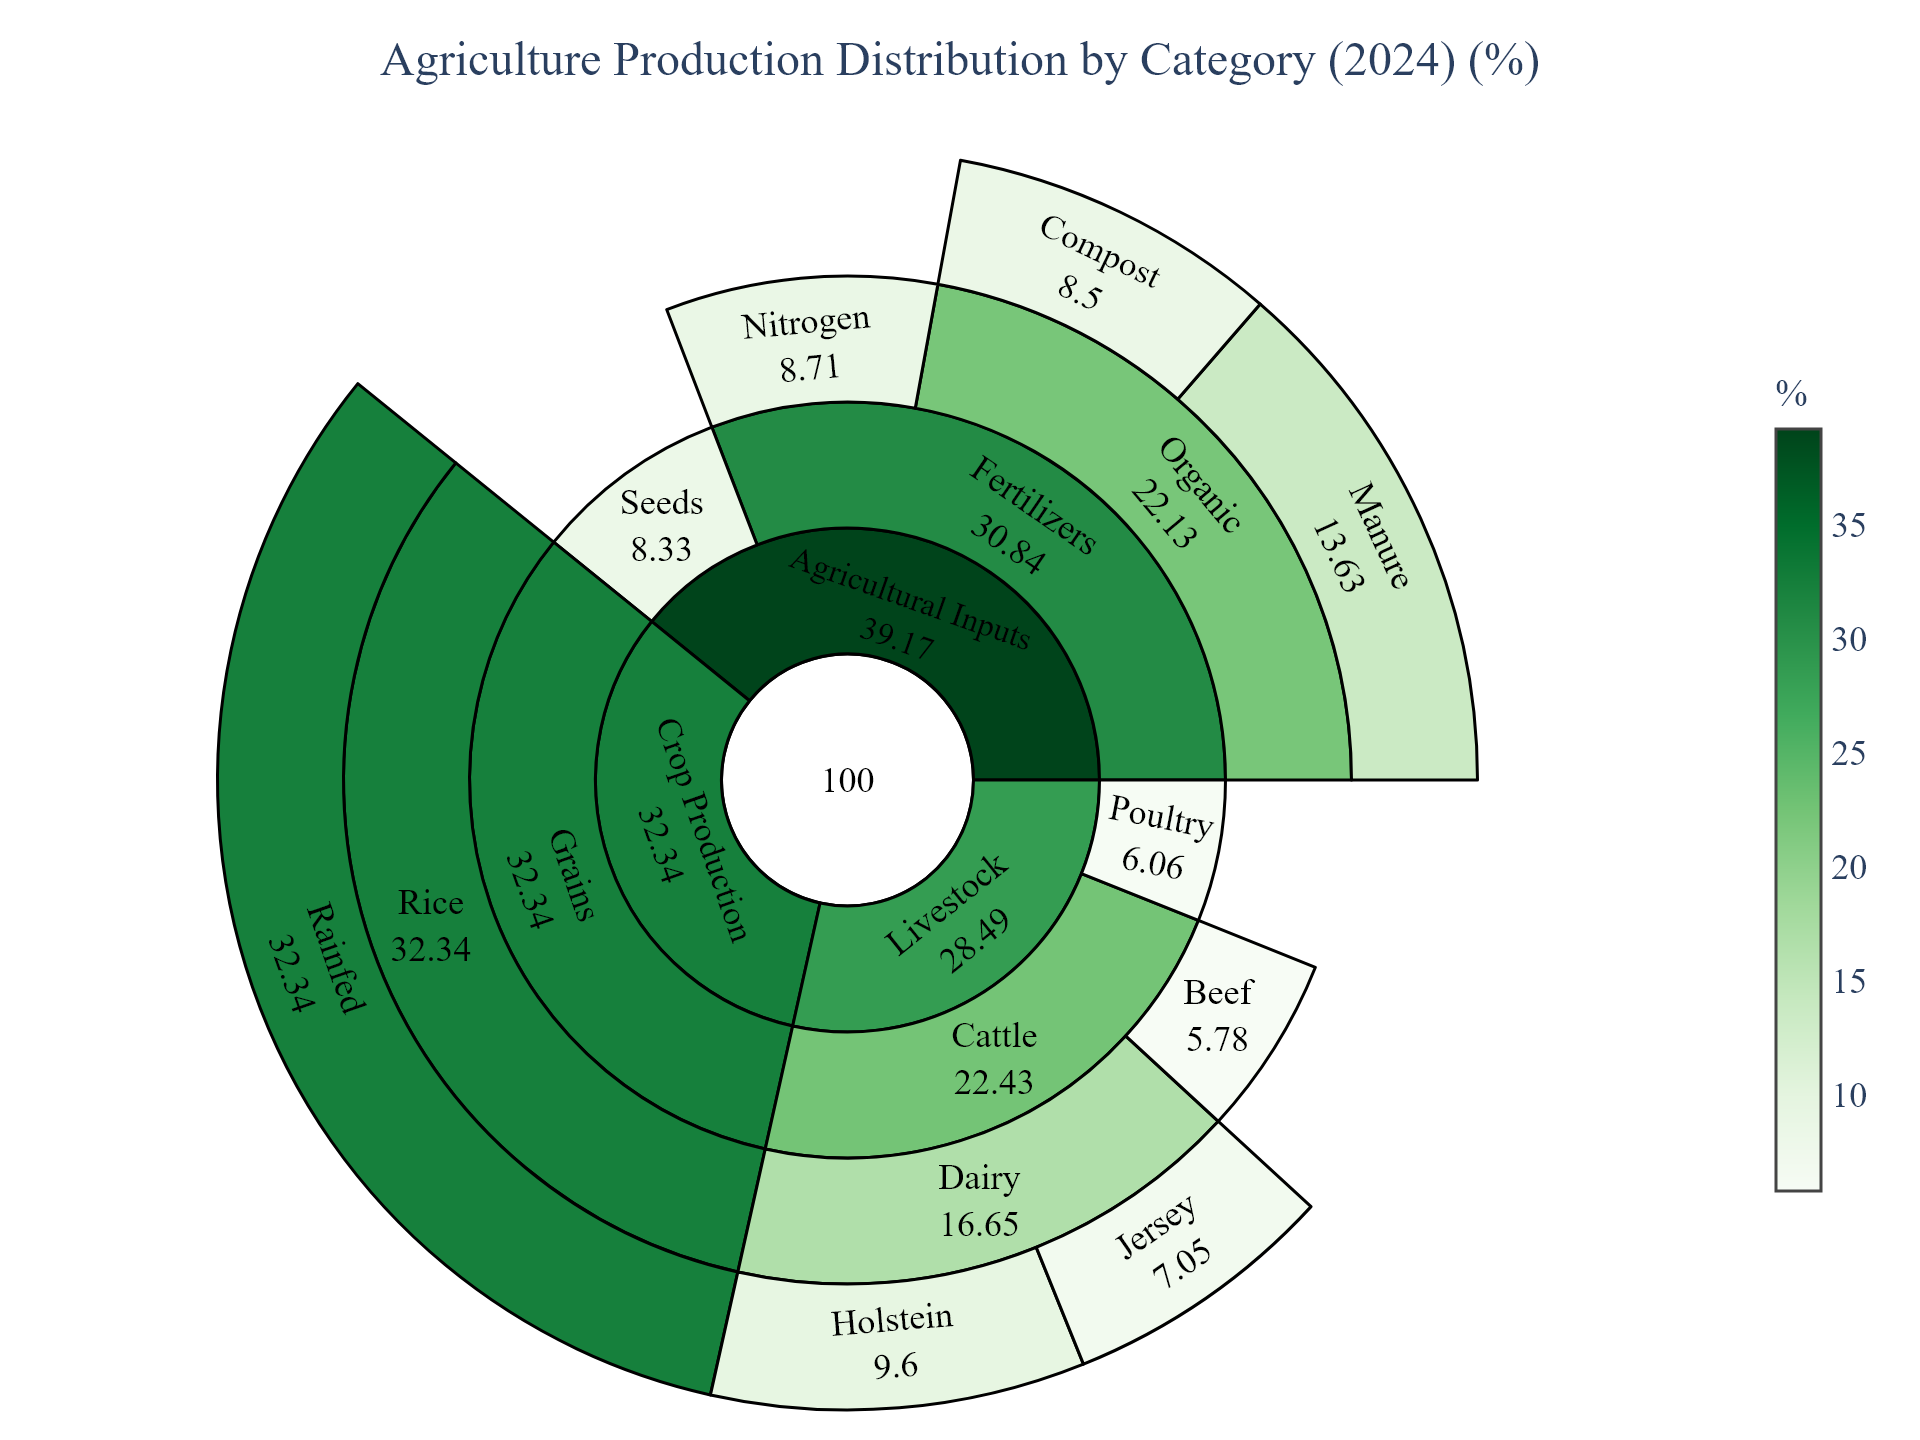 Agriculture Production Distribution by Category (2024) (%)
Compost
8.5
Nitrogen
8.71
Organic
22.13
Manure
13.63
Fertilizers
30.84
Seeds
8.33
Agricultural Inputs
39.17
Crop Production
32.34
Grains
32.34
Rice
32.34
Rainfed
32.34
100
Livestock
28.49
Poultry
6.06
Cattle
22.43
Beef
5.78
Dairy
16.65
Jersey
7.05
Holstein
9.6
%
35
30
25
20
15
10